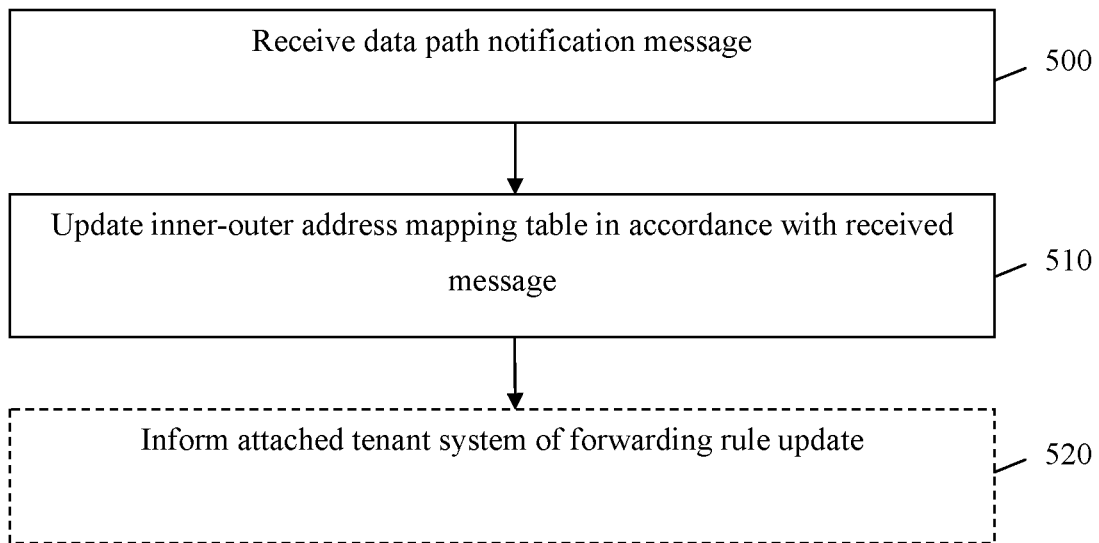 Receive data path notification message
500
Update inner-outer address mapping table in accordance with received
message
510
Inform attached tenant system of forwarding rule update
520